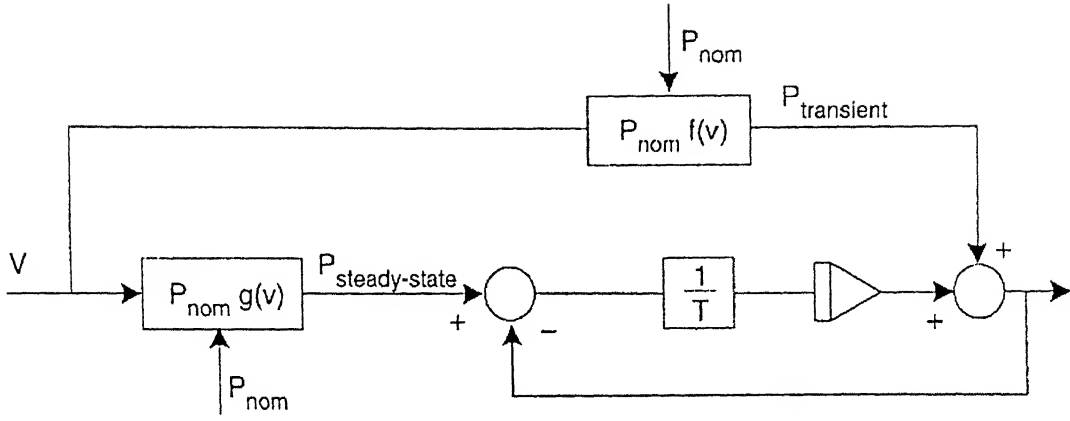 P_nom
P_nom f(v)
P_transient
+
V
P_nom g(v)
P_steady-state
+
−
1
T
+
P_nom